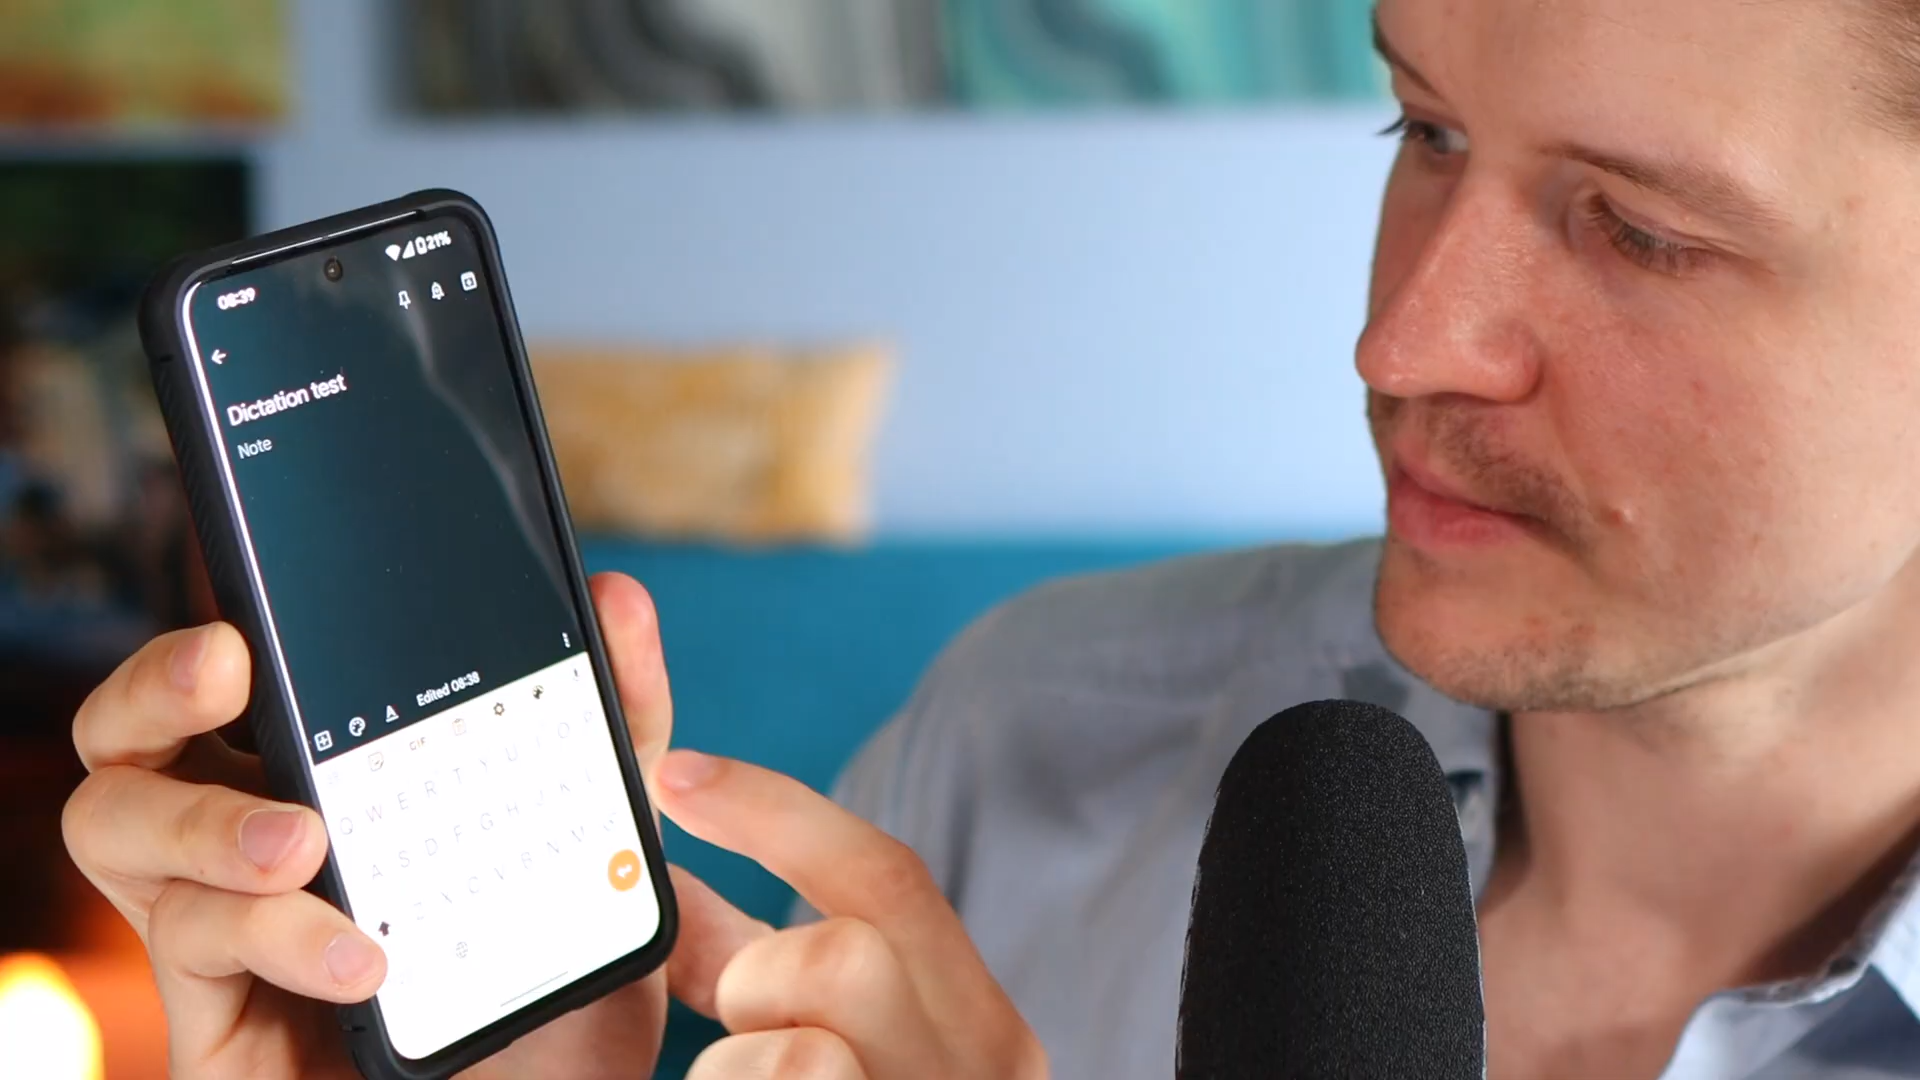 21%
08:39
Dictation test
Note
Edited 08:38
GIF
Q W E R T Y U I O P
A S D F G H J K L
Z X C V B N M